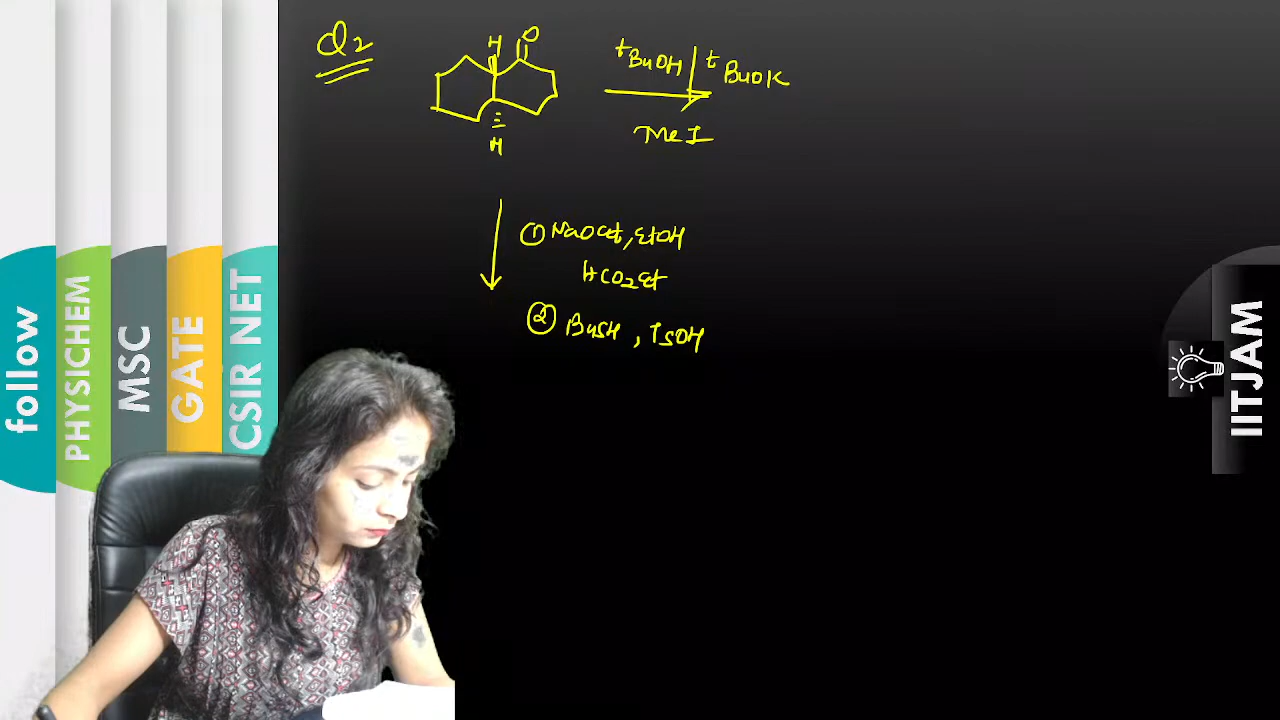 Q2
H
O
tBuOH / tBuOK
MeI
H
① NaOEt, EtOH
HCO2Et
② BuSH, TsOH
follow
PHYSICHEM
MSC
GATE
CSIR NET
IITJAM